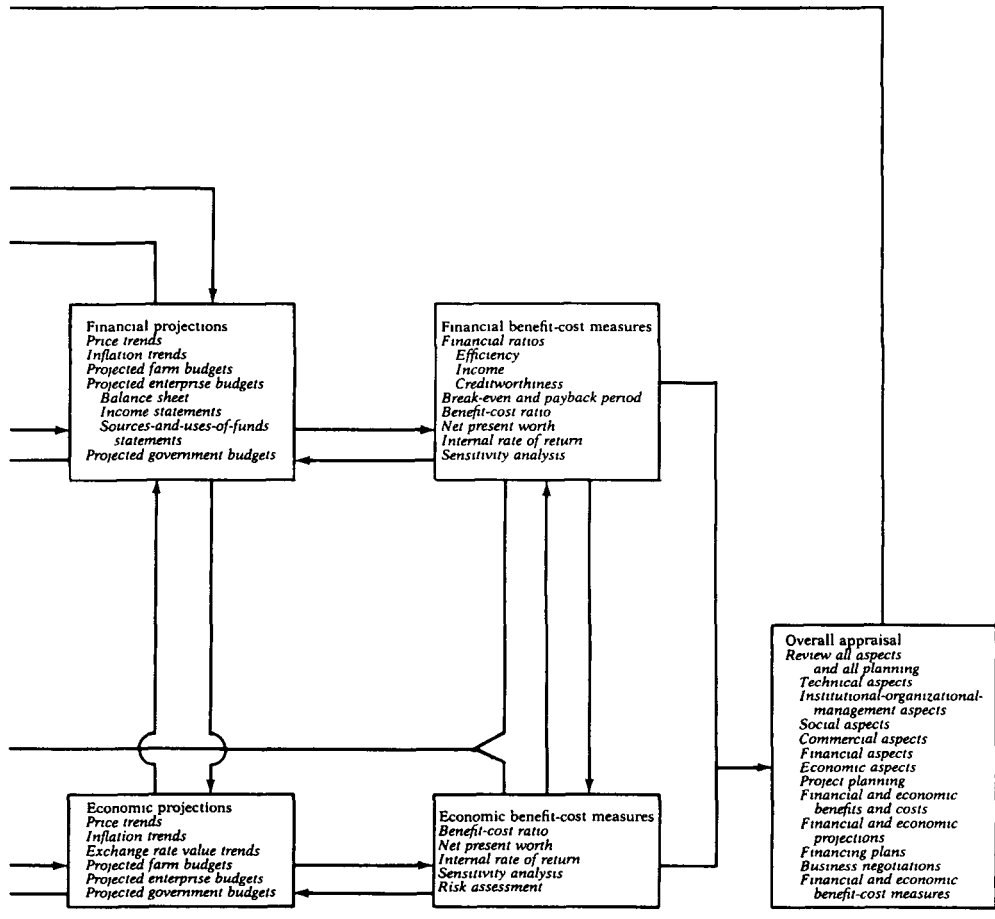 Financial projections
Price trends
Inflation trends
Projected farm budgets
Projected enterprise budgets
Balance sheet
Income statements
Sources-and-uses-of-funds
statements
Projected government budgets
Financial benefit-cost measures
Financial ratios
Efficiency
Income
Creditworthiness
Break-even and payback period
Benefit-cost ratio
Net present worth
Internal rate of return
Sensitivity analysis
Economic projections
Price trends
Inflation trends
Exchange rate value trends
Projected farm budgets
Projected enterprise budgets
Projected government budgets
Economic benefit-cost measures
Benefit-cost ratio
Net present worth
Internal rate of return
Sensitivity analysis
Risk assessment
Overall appraisal
Review all aspects
and all planning
Technical aspects
Institutional-organizational-
management aspects
Social aspects
Commercial aspects
Financial aspects
Economic aspects
Project planning
Financial and economic
benefits and costs
Financial and economic
projections
Financing plans
Business negotiations
Financial and economic
benefit-cost measures